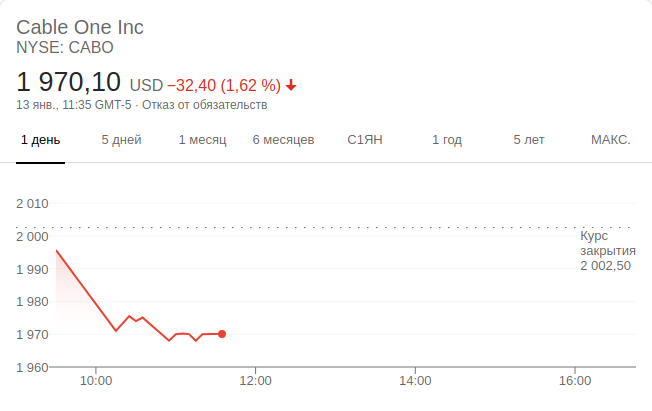 Cable One Inc
NYSE: CABO
1 970,10 USD −32,40 (1,62 %)
13 янв., 11:35 GMT-5 · Отказ от обязательств
1 день 5 дней 1 месяц 6 месяцев С1ЯН 1 год 5 лет МАКС.
2 010
2 000
1 990
1 980
1 970
1 960
Курс
закрытия
2 002,50
10:00 12:00 14:00 16:00